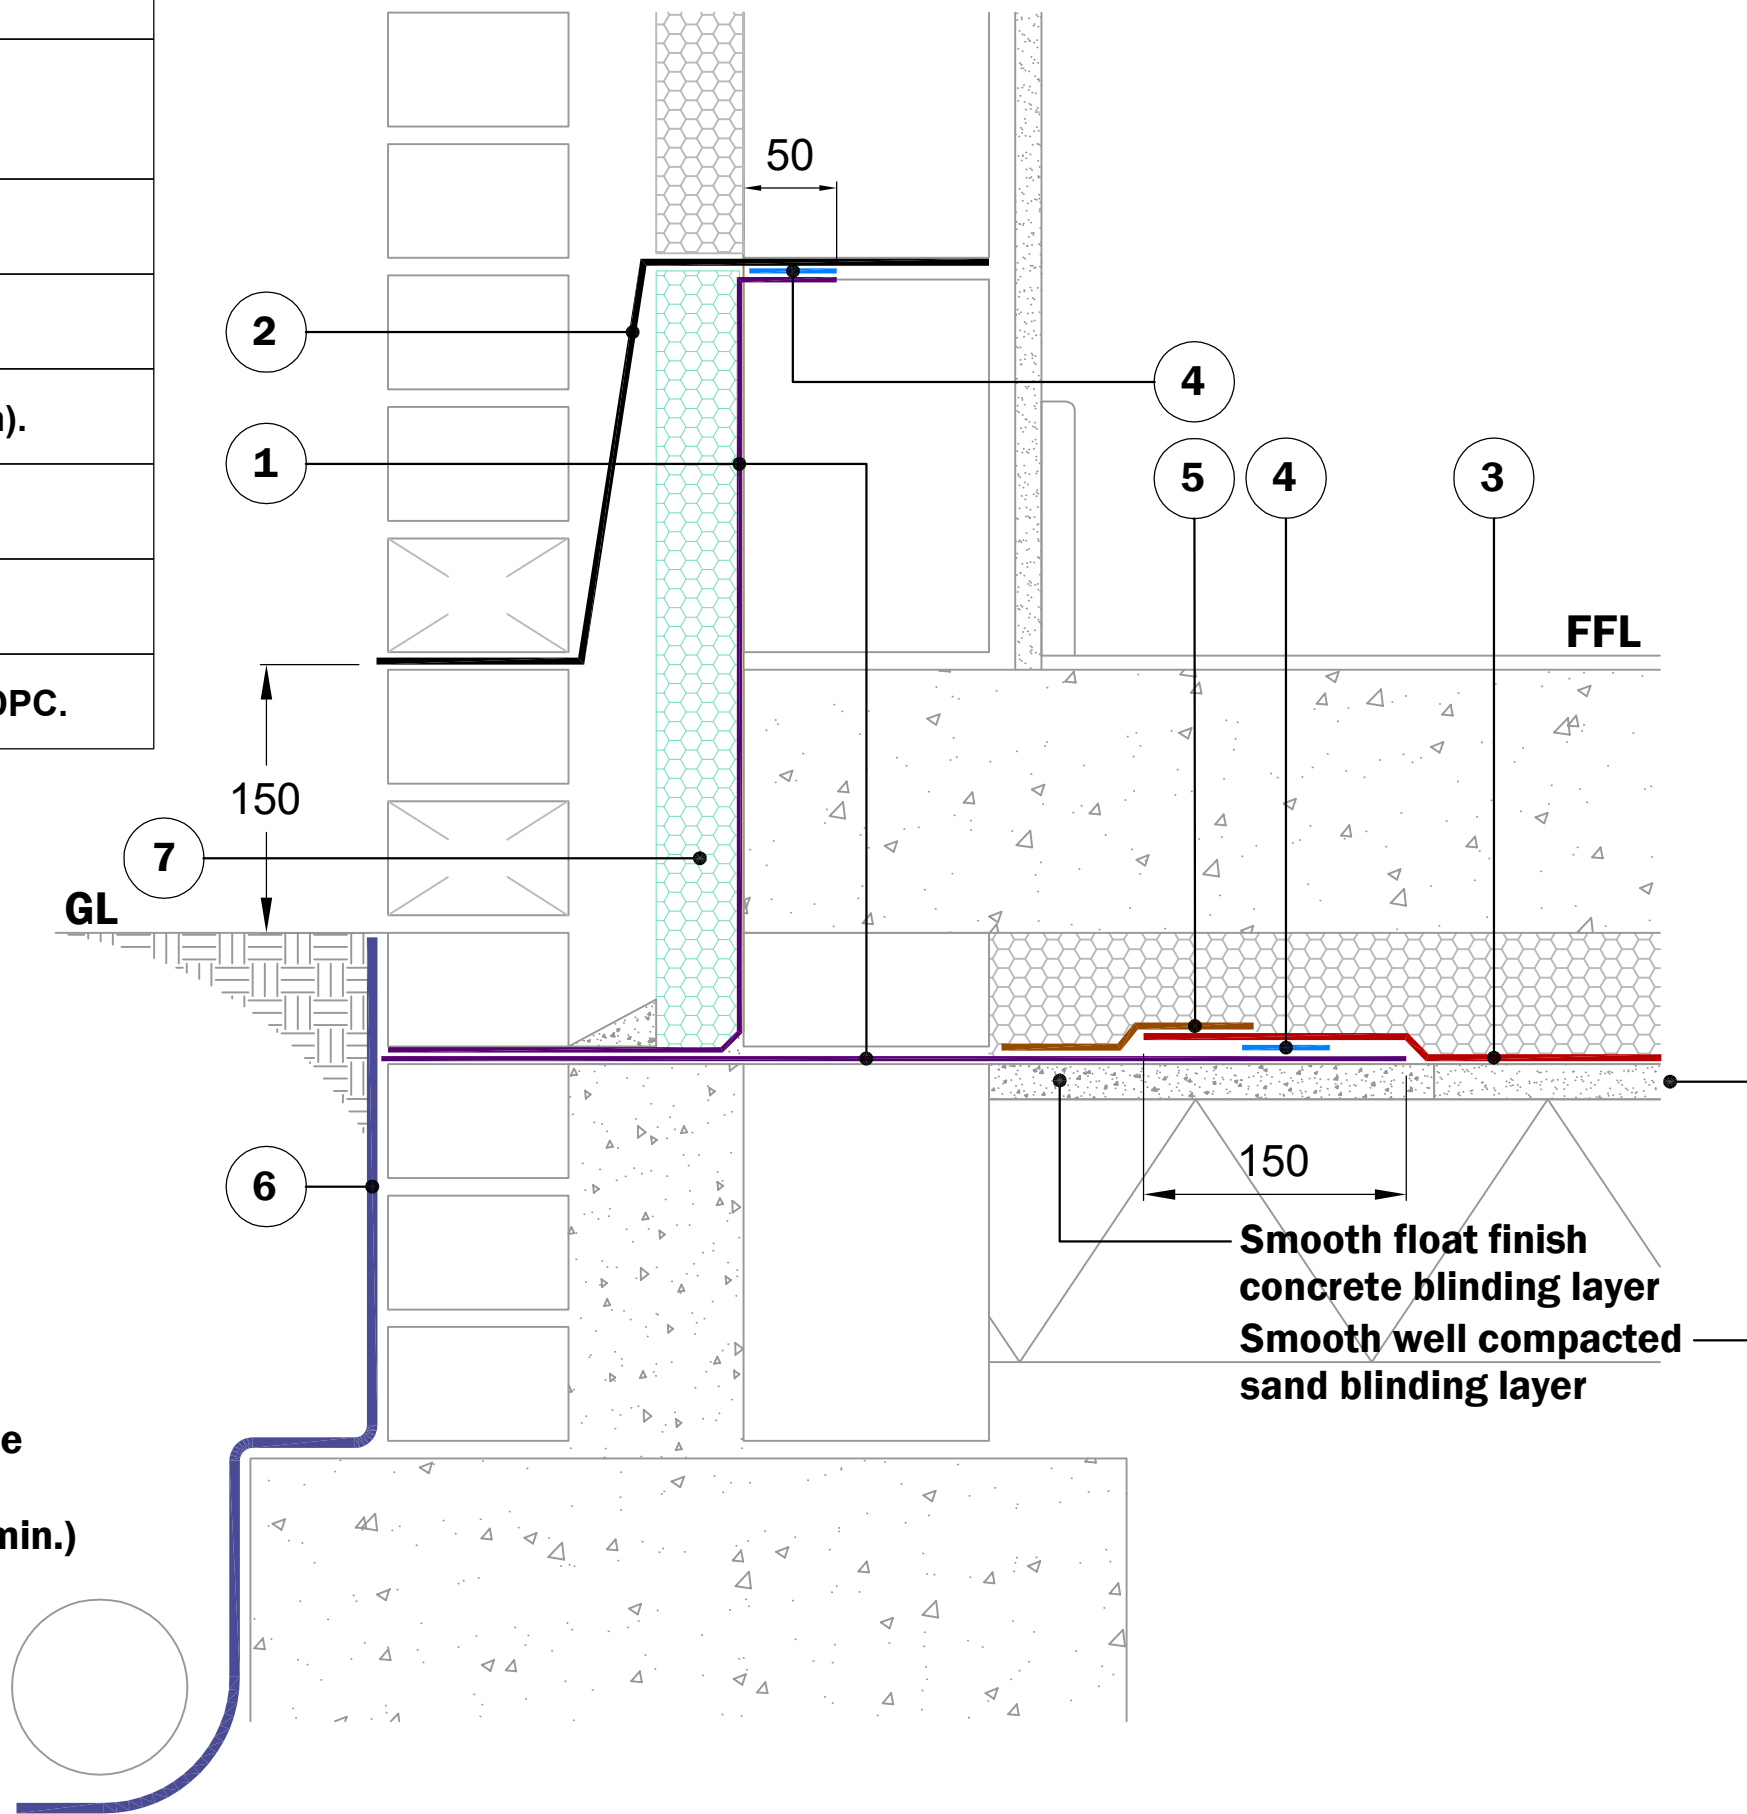 50
2
4
).
1
5
4
3
FFL
DPC.
150
7
GL
6
150
Smooth float finish
concrete blinding layer
Smooth well compacted
sand blinding layer
e
min.)